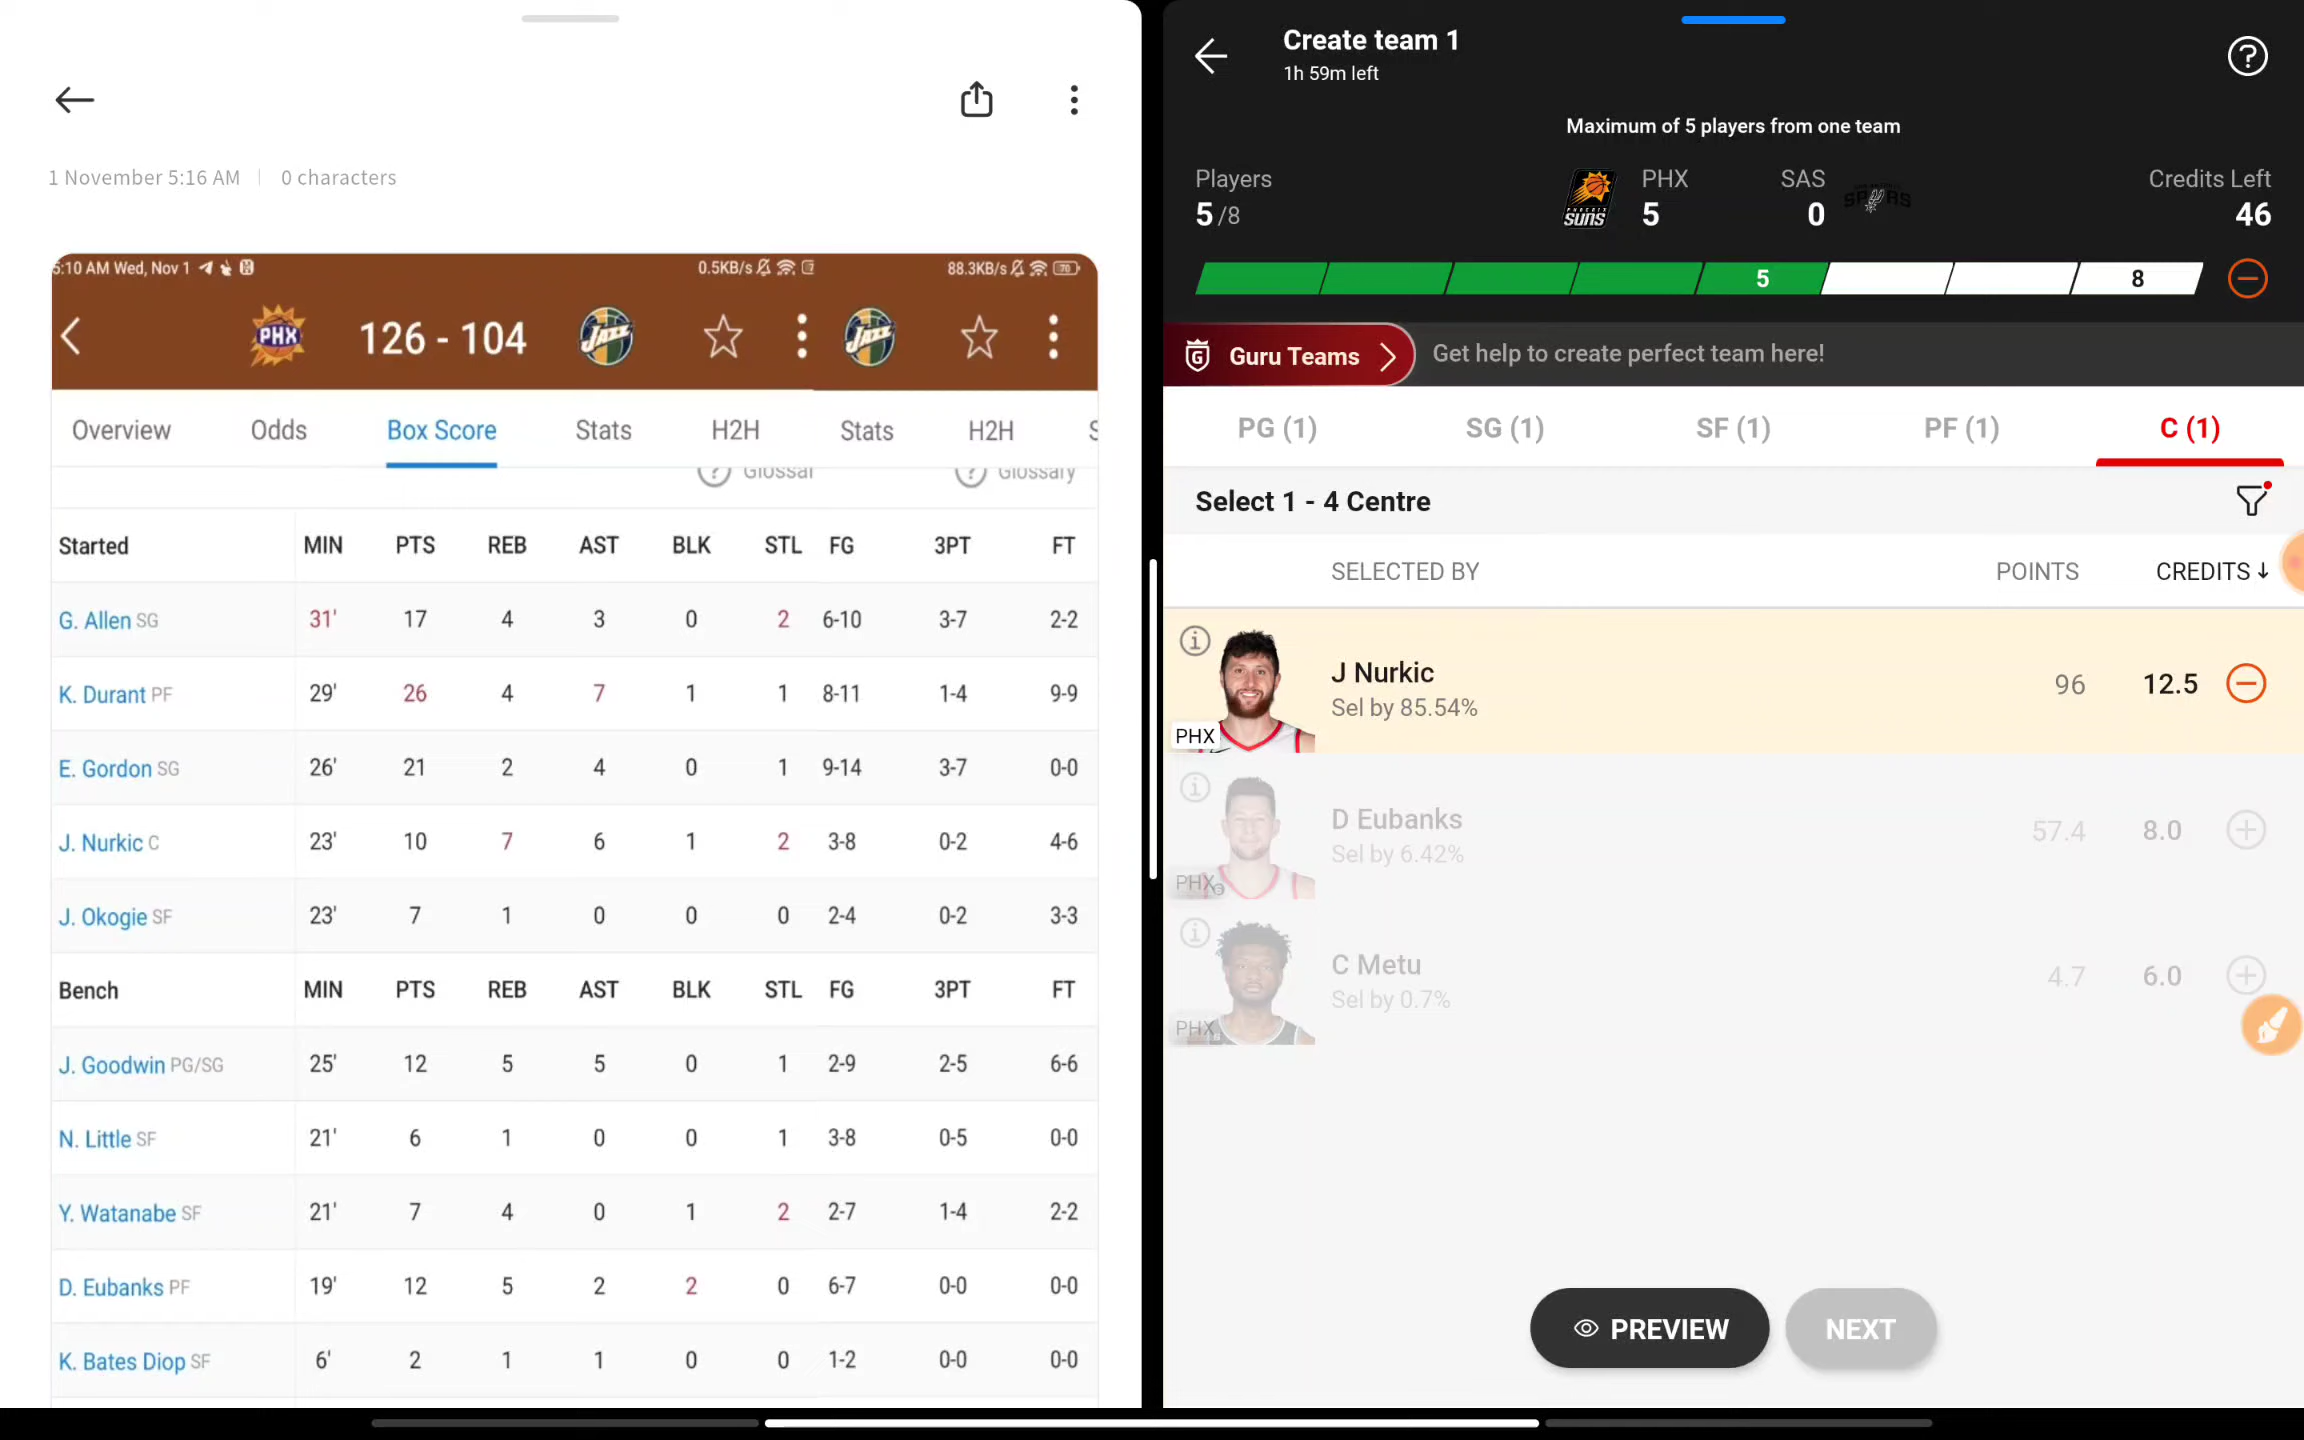 1 November 5:16 AM | 0 characters
5:10 AM Wed, Nov 1 0.5KB/s 88.3KB/s 70
PHX 126 - 104 JAZZ JAZZ
Overview Odds Box Score Stats H2H Stats H2H S
? Glossar ? Glossary
Started MIN PTS REB AST BLK STL FG 3PT FT
G. Allen SG 31' 17 4 3 0 2 6-10 3-7 2-2
K. Durant PF 29' 26 4 7 1 1 8-11 1-4 9-9
E. Gordon SG 26' 21 2 4 0 1 9-14 3-7 0-0
J. Nurkic C 23' 10 7 6 1 2 3-8 0-2 4-6
J. Okogie SF 23' 7 1 0 0 0 2-4 0-2 3-3
Bench MIN PTS REB AST BLK STL FG 3PT FT
J. Goodwin PG/SG 25' 12 5 5 0 1 2-9 2-5 6-6
N. Little SF 21' 6 1 0 0 1 3-8 0-5 0-0
Y. Watanabe SF 21' 7 4 0 1 2 2-7 1-4 2-2
D. Eubanks PF 19' 12 5 2 2 0 6-7 0-0 0-0
K. Bates Diop SF 6' 2 1 1 0 0 1-2 0-0 0-0
Create team 1
1h 59m left
?
Maximum of 5 players from one team
Players PHX SAS Credits Left
5 /8 SUNS 5 0 SPURS 46
5 8
G Guru Teams Get help to create perfect team here!
PG (1) SG (1) SF (1) PF (1) C (1)
Select 1 - 4 Centre
SELECTED BY POINTS CREDITS ↓
J Nurkic 96 12.5
Sel by 85.54%
PHX
D Eubanks 57.4 8.0
Sel by 6.42%
PHX
C Metu 4.7 6.0
Sel by 0.7%
PHX
PREVIEW NEXT